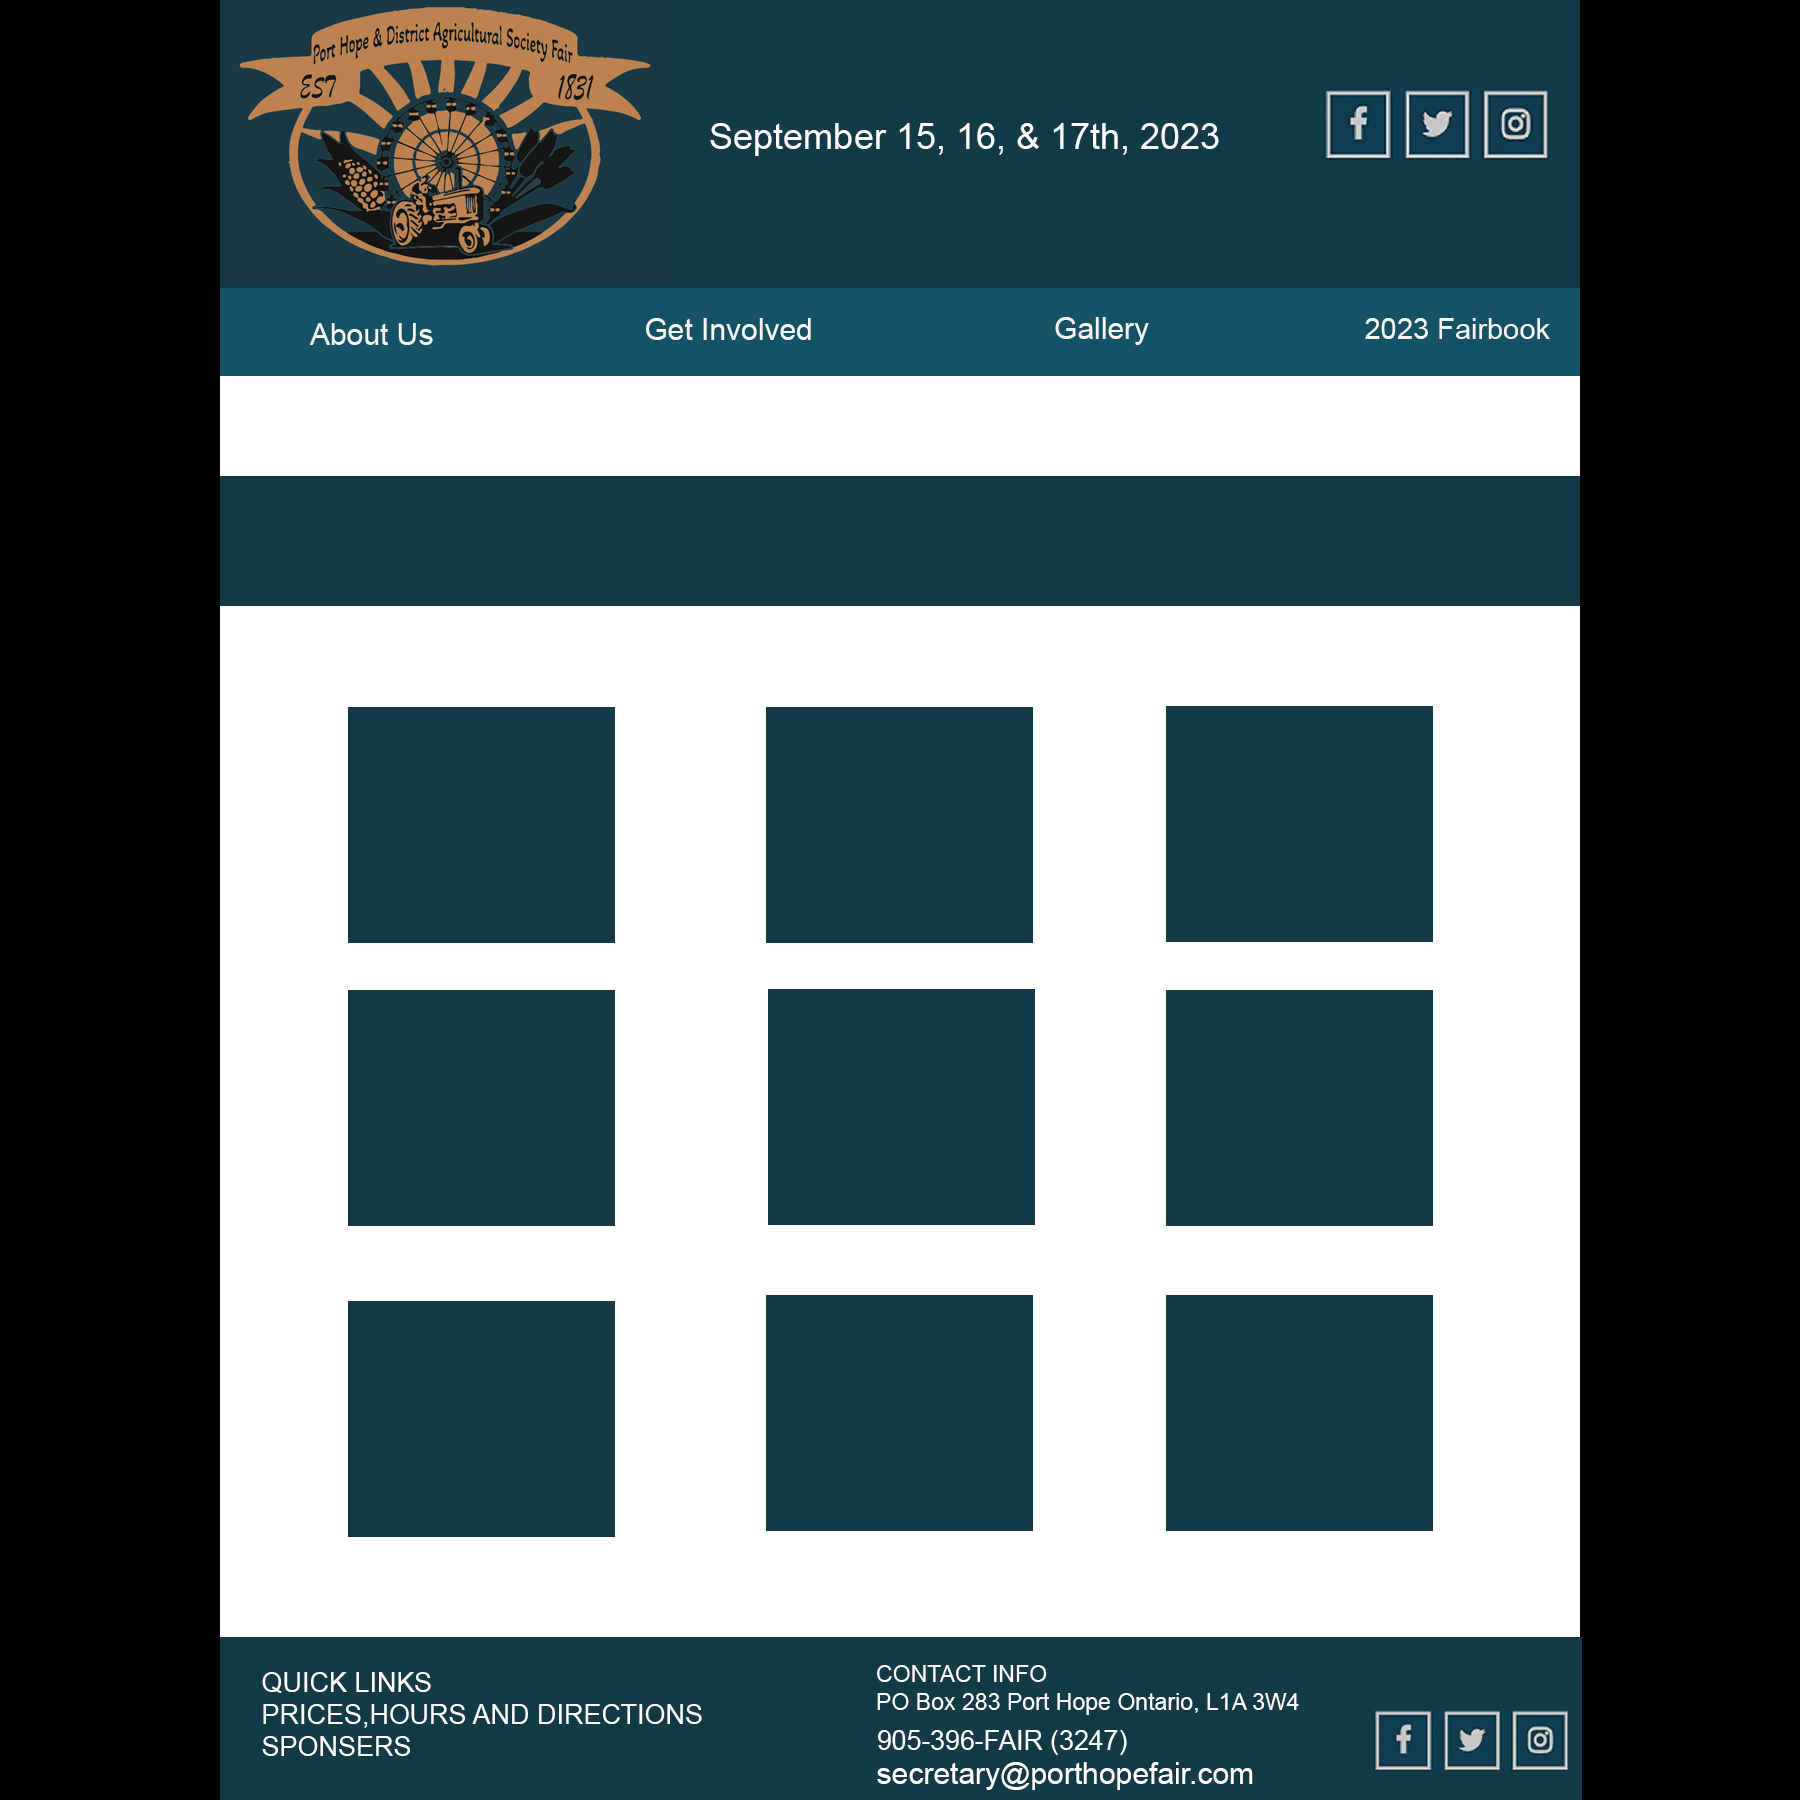 Port Hope & District Agricultural Society Fair
EST 1831
September 15, 16, & 17th, 2023
About Us
Get Involved
Gallery
2023 Fairbook
QUICK LINKS
PRICES,HOURS AND DIRECTIONS
SPONSERS
CONTACT INFO
PO Box 283 Port Hope Ontario, L1A 3W4
905-396-FAIR (3247)
secretary@porthopefair.com